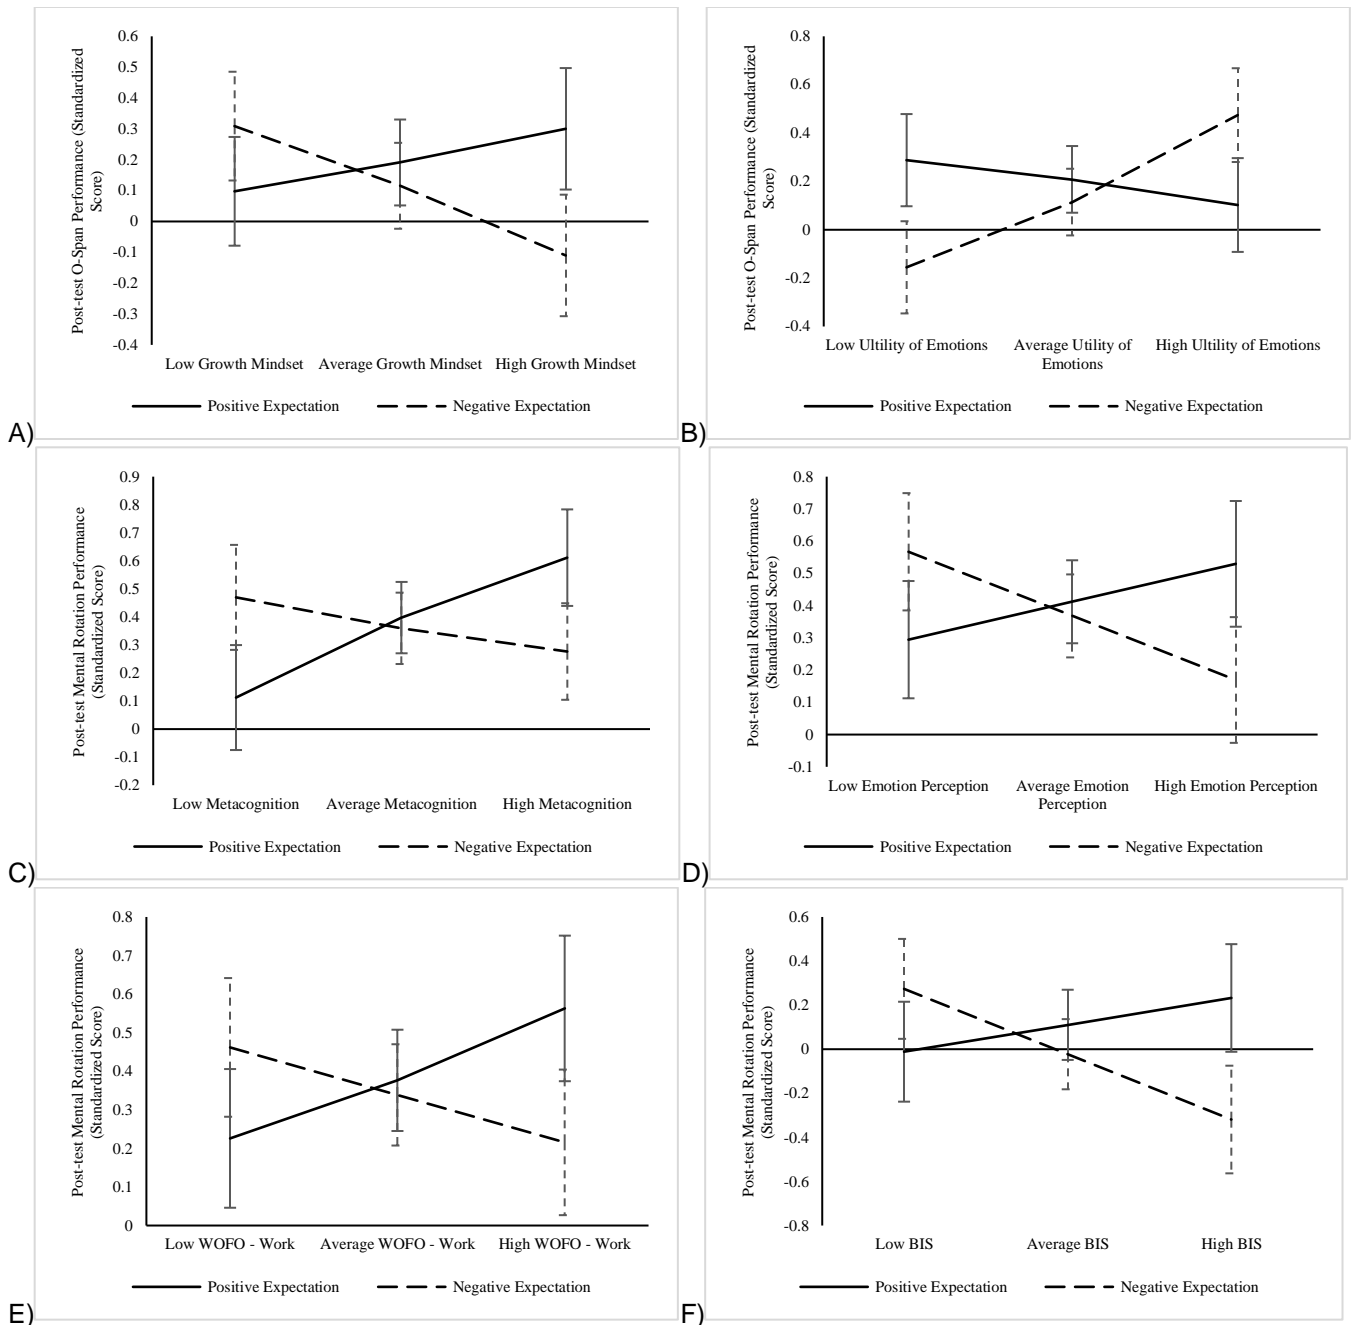 Post-test O-Span Performance (Standardized
Score)
0.6
0.5
0.4
0.3
0.2
0.1
0
-0.1
-0.2
-0.3
-0.4
Low Growth Mindset Average Growth Mindset High Growth Mindset
Positive Expectation Negative Expectation
A)
Post-test O-Span Performance (Standardized
Score)
0.8
0.6
0.4
0.2
0
-0.2
-0.4
Low Ultility of Emotions Average Utility of High Ultility of Emotions
Emotions
Positive Expectation Negative Expectation
B)
Post-test Mental Rotation Performance
(Standardized Score)
0.9
0.8
0.7
0.6
0.5
0.4
0.3
0.2
0.1
0
-0.1
-0.2
Low Metacognition Average Metacognition High Metacognition
Positive Expectation Negative Expectation
C)
Post-test Mental Rotation Performance
(Standardized Score)
0.8
0.7
0.6
0.5
0.4
0.3
0.2
0.1
0
-0.1
Low Emotion Perception Average Emotion High Emotion Perception
Perception
Positive Expectation Negative Expectation
D)
Post-test Mental Rotation Performance
(Standardized Score)
0.8
0.7
0.6
0.5
0.4
0.3
0.2
0.1
0
Low WOFO - Work Average WOFO - Work High WOFO - Work
Positive Expectation Negative Expectation
E)
Post-test Mental Rotation Performance
(Standardized Score)
0.6
0.4
0.2
0
-0.2
-0.4
-0.6
-0.8
Low BIS Average BIS High BIS
Positive Expectation Negative Expectation
F)